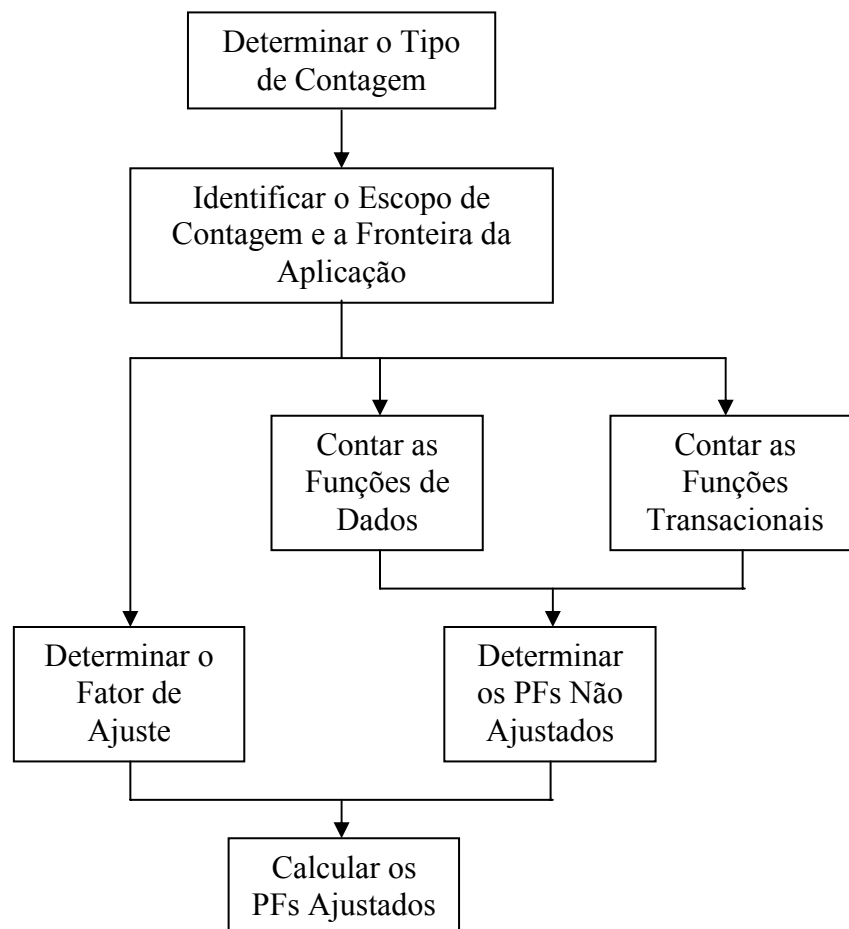 Determinar o Tipo
de Contagem
Identificar o Escopo de
Contagem e a Fronteira da
Aplicação
Contar as
Funções de
Dados
Contar as
Funções
Transacionais
Determinar o
Fator de
Ajuste
Determinar
os PFs Não
Ajustados
Calcular os
PFs Ajustados